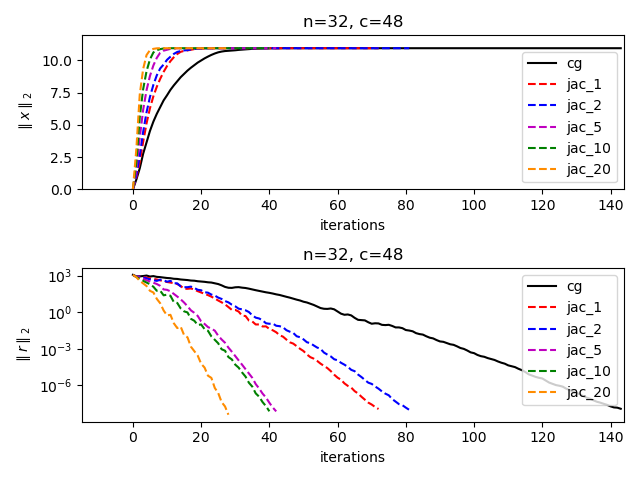 n=32, c=48
10.0
7.5
5.0
2.5
0.0
∥ x ∥₂
cg
jac_1
jac_2
jac_5
jac_10
jac_20
0 20 40 60 80 100 120 140
iterations
n=32, c=48
10³
10⁰
10⁻³
10⁻⁶
∥ r ∥₂
cg
jac_1
jac_2
jac_5
jac_10
jac_20
0 20 40 60 80 100 120 140
iterations